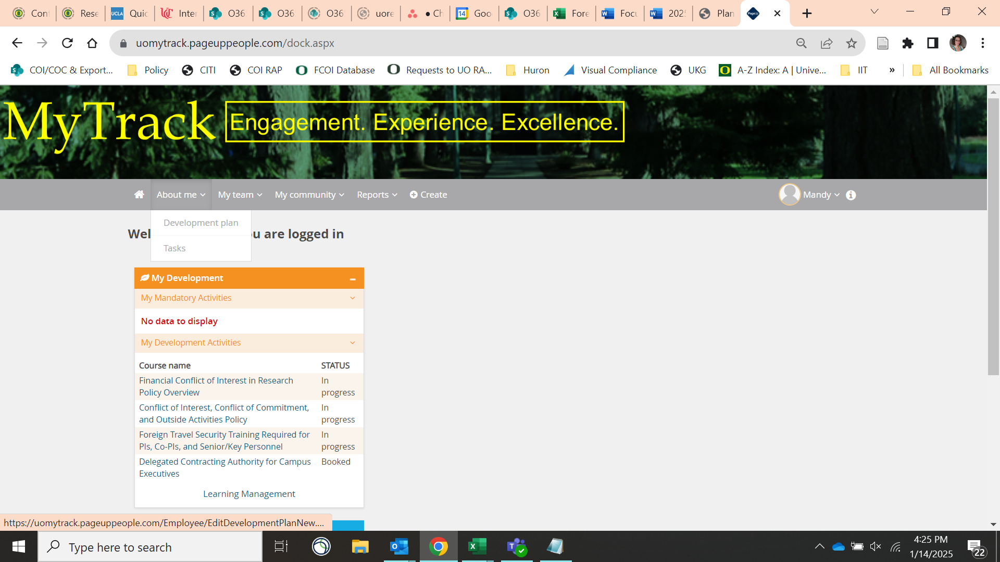 Conf
Rese
UCLA
Quic
Inter
O36
O36
O36
uore
• Ch
14
Goo
O36
Fore
Focu
202
Plan
PageUp
uomytrack.pageuppeople.com/dock.aspx
COI/COC & Export...
Policy
CITI
COI RAP
FCOI Database
Requests to UO RA...
Huron
Visual Compliance
UKG
A-Z Index: A | Unive...
IIT
»
All Bookmarks
MyTrack
Engagement. Experience. Excellence.
About me
My team
My community
Reports
Create
Mandy
Development plan
Tasks
Wel
u are logged in
My Development
My Mandatory Activities
No data to display
My Development Activities
Course name STATUS
Financial Conflict of Interest in Research In
Policy Overview progress
Conflict of Interest, Conflict of Commitment, In
and Outside Activities Policy progress
Foreign Travel Security Training Required for In
PIs, Co-PIs, and Senior/Key Personnel progress
Delegated Contracting Authority for Campus Booked
Executives
Learning Management
https://uomytrack.pageuppeople.com/Employee/EditDevelopmentPlanNew....
Type here to search
4:25 PM
1/14/2025
22